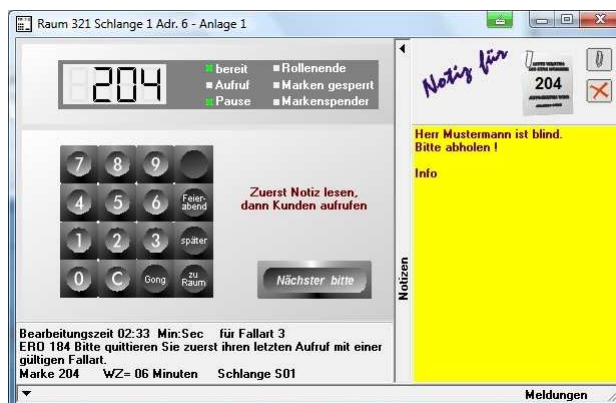 Raum 321 Schlange 1 Adr. 6 - Anlage 1
204
bereit
Rollenende
Aufruf
Marken gesperrt
Pause
Markenspender
7 8 9
4 5 6 Feier-
abend
1 2 3 später
0 C Gong zu
Raum
Zuerst Notiz lesen,
dann Kunden aufrufen
Nächster bitte
Bearbeitungszeit 02:33 Min:Sec für Fallart 3
ERO 184 Bitte quittieren Sie zuerst ihren letzten Aufruf mit einer
gültigen Fallart.
Marke 204 WZ= 06 Minuten Schlange S01
Notizen
Notiz für
204
Herr Mustermann ist blind.
Bitte abholen !
Info
Meldungen